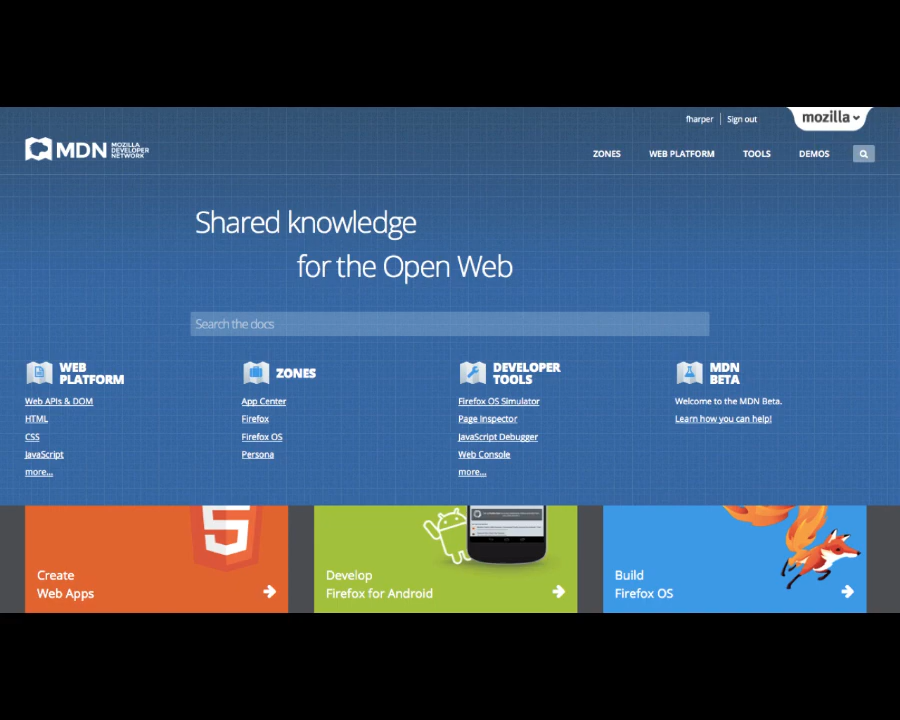 fharper | Sign out
mozilla
MDN MOZILLA
DEVELOPER
NETWORK
ZONES WEB PLATFORM TOOLS DEMOS
Shared knowledge
for the Open Web
Search the docs
WEB
PLATFORM
Web APIs & DOM
HTML
CSS
JavaScript
more...
ZONES
App Center
Firefox
Firefox OS
Persona
DEVELOPER
TOOLS
Firefox OS Simulator
Page Inspector
JavaScript Debugger
Web Console
more...
MDN
BETA
Welcome to the MDN Beta.
Learn how you can help!
5
Create
Web Apps
Develop
Firefox for Android
Build
Firefox OS